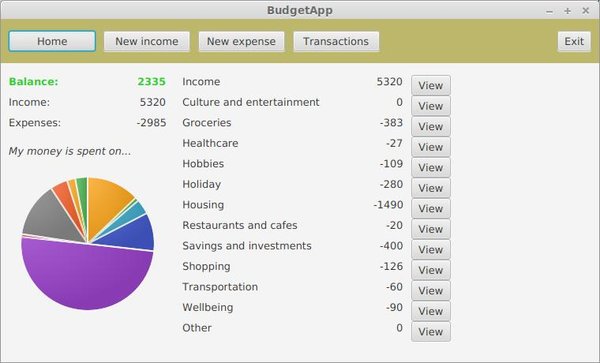 BudgetApp
Home New income New expense Transactions Exit
Balance: 2335
Income: 5320
Expenses: -2985
My money is spent on...
Income 5320 View
Culture and entertainment 0 View
Groceries -383 View
Healthcare -27 View
Hobbies -109 View
Holiday -280 View
Housing -1490 View
Restaurants and cafes -20 View
Savings and investments -400 View
Shopping -126 View
Transportation -60 View
Wellbeing -90 View
Other 0 View